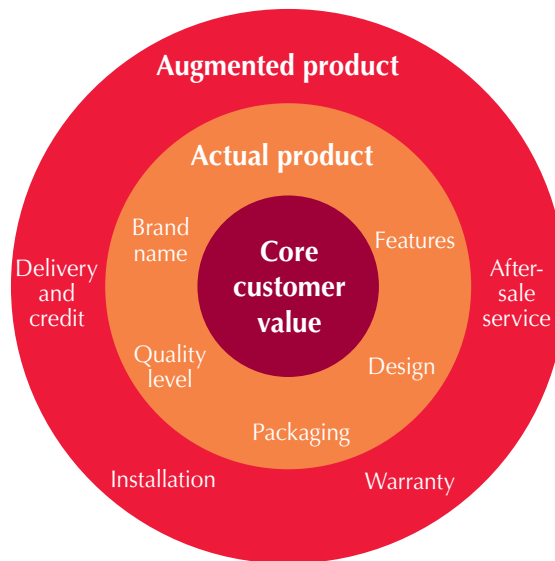 Augmented product
Actual product
Brand
name
Features
Core
customer
value
Delivery
and
credit
After-
sale
service
Quality
level
Design
Packaging
Installation
Warranty